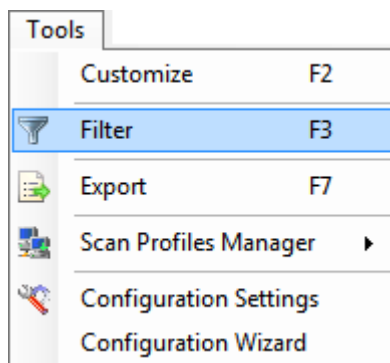 Tools
Customize F2
Filter F3
Export F7
Scan Profiles Manager
Configuration Settings
Configuration Wizard